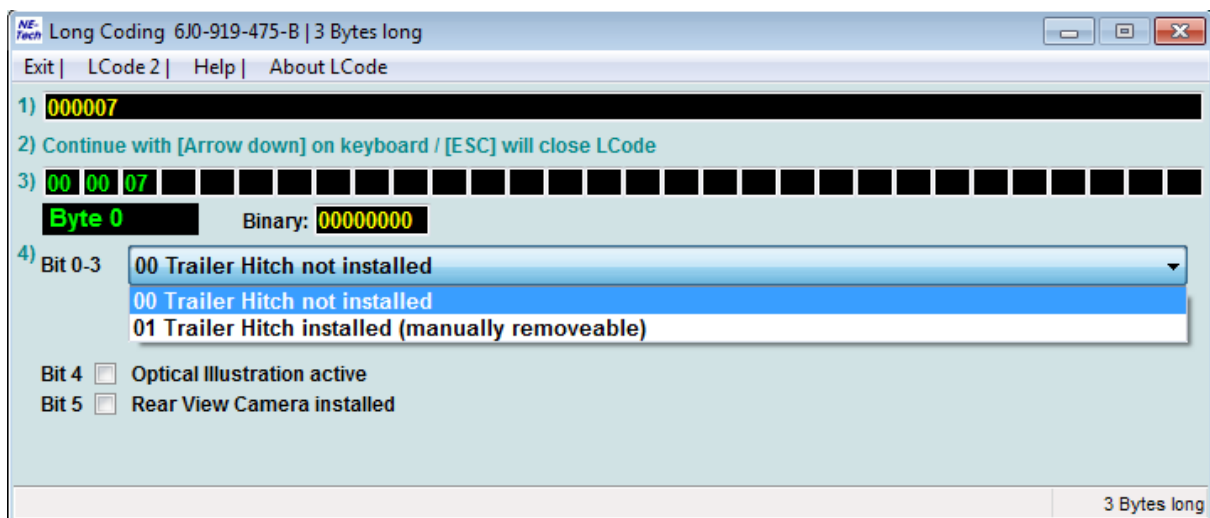 NE-Tech Long Coding 6J0-919-475-B | 3 Bytes long
Exit | LCode 2 | Help | About LCode
1) 000007
2) Continue with [Arrow down] on keyboard / [ESC] will close LCode
3) 00 00 07
Byte 0 Binary: 00000000
4) Bit 0-3 00 Trailer Hitch not installed
00 Trailer Hitch not installed
01 Trailer Hitch installed (manually removeable)
Bit 4 Optical Illustration active
Bit 5 Rear View Camera installed
3 Bytes long